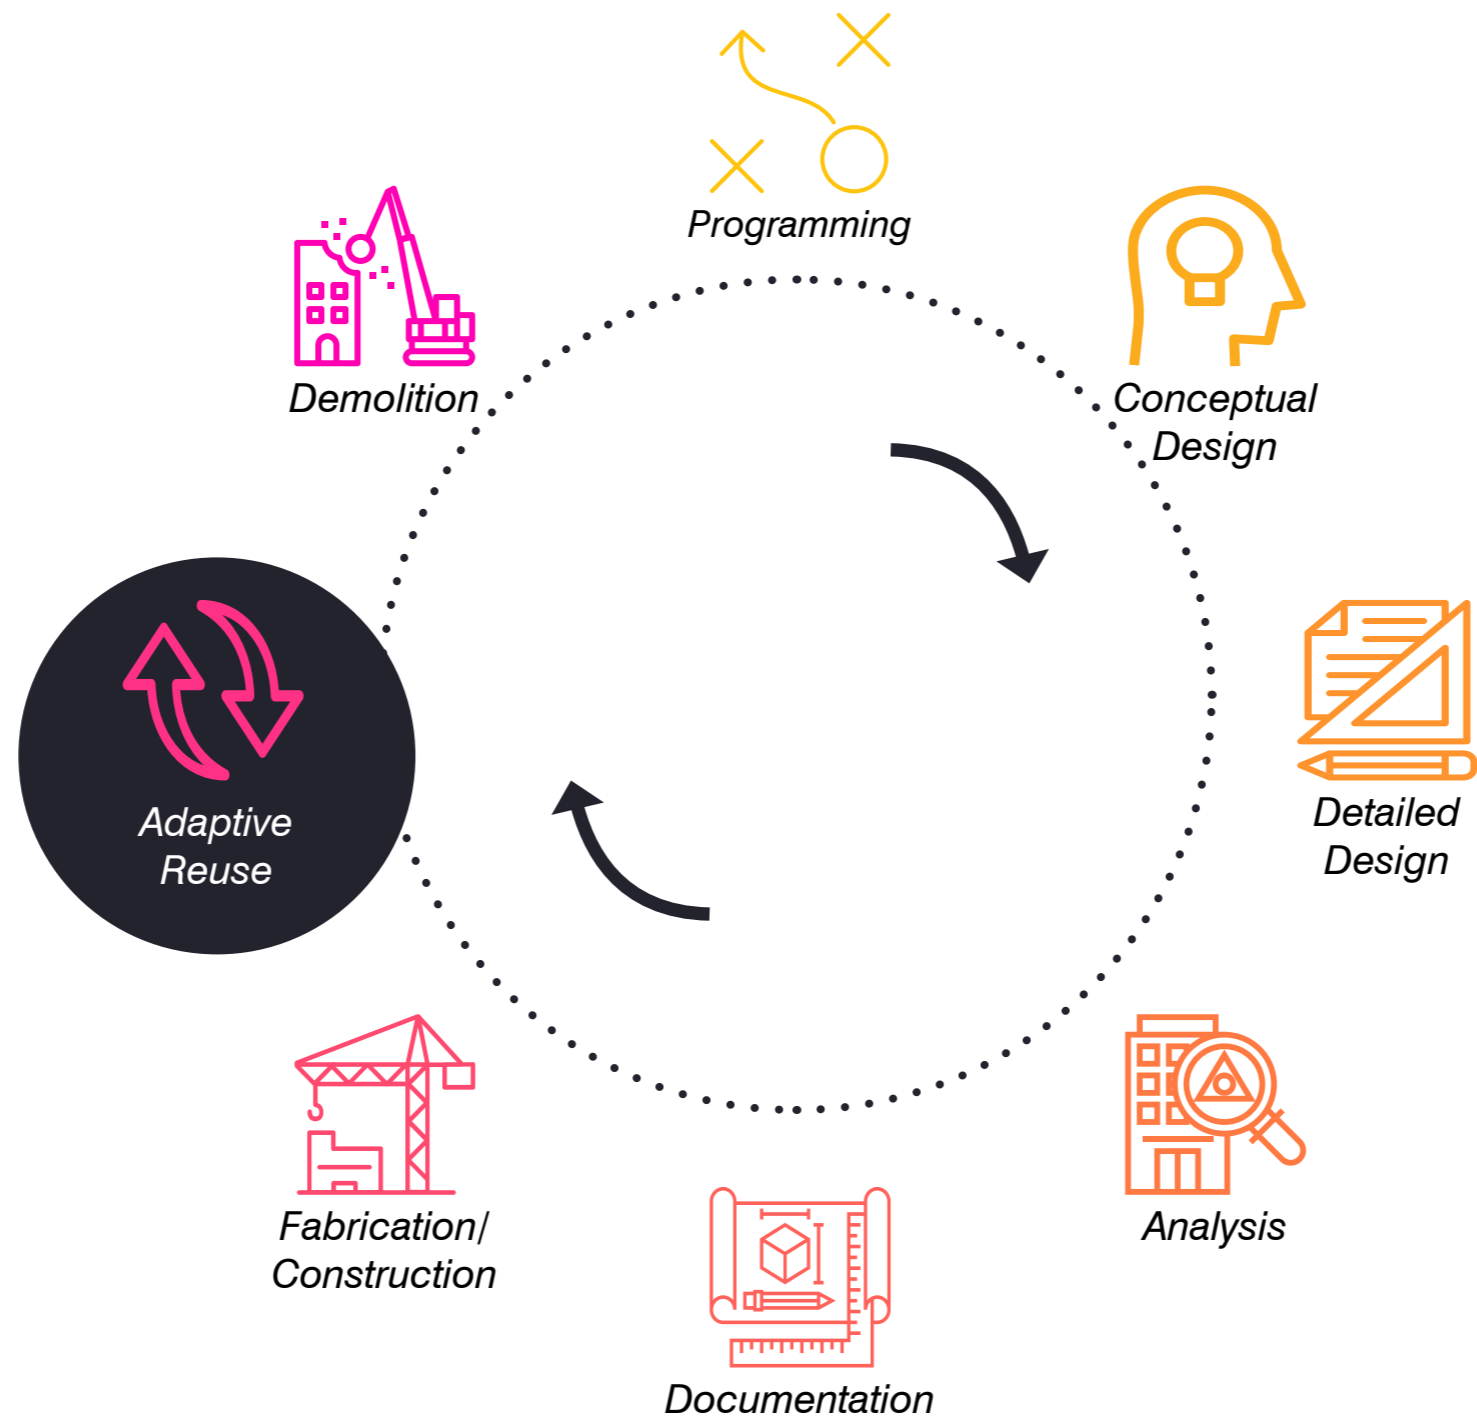 Programming
Conceptual
Design
Detailed
Design
Analysis
Documentation
Fabrication/
Construction
Adaptive
Reuse
Demolition